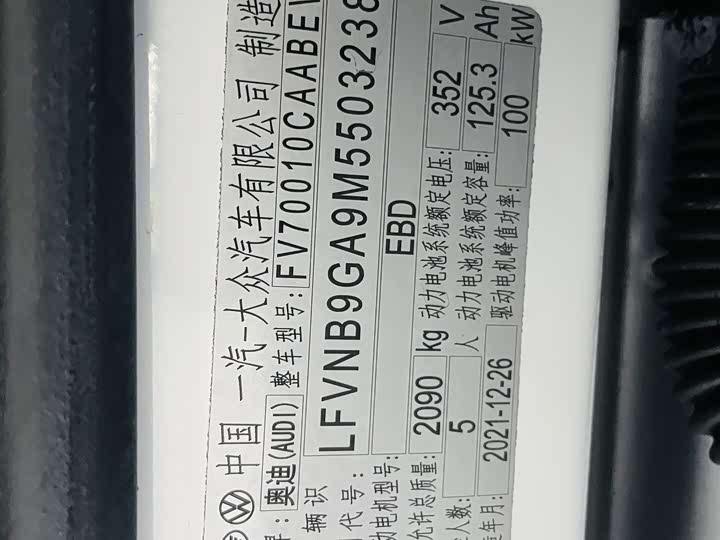 中国 一汽-大众汽车有限公司 制造
牌：奥迪(AUDI) 整车型号：FV70010CAABEV
辆识
代号： LFVNB9GA9M5503238
动电机型号： EBD
允许总质量： 2090 kg 动力电池系统额定电压： 352 V
人数： 5 人 动力电池系统额定容量： 125.3 Ah
造年月： 2021-12-26 驱动电机峰值功率： 100 kW